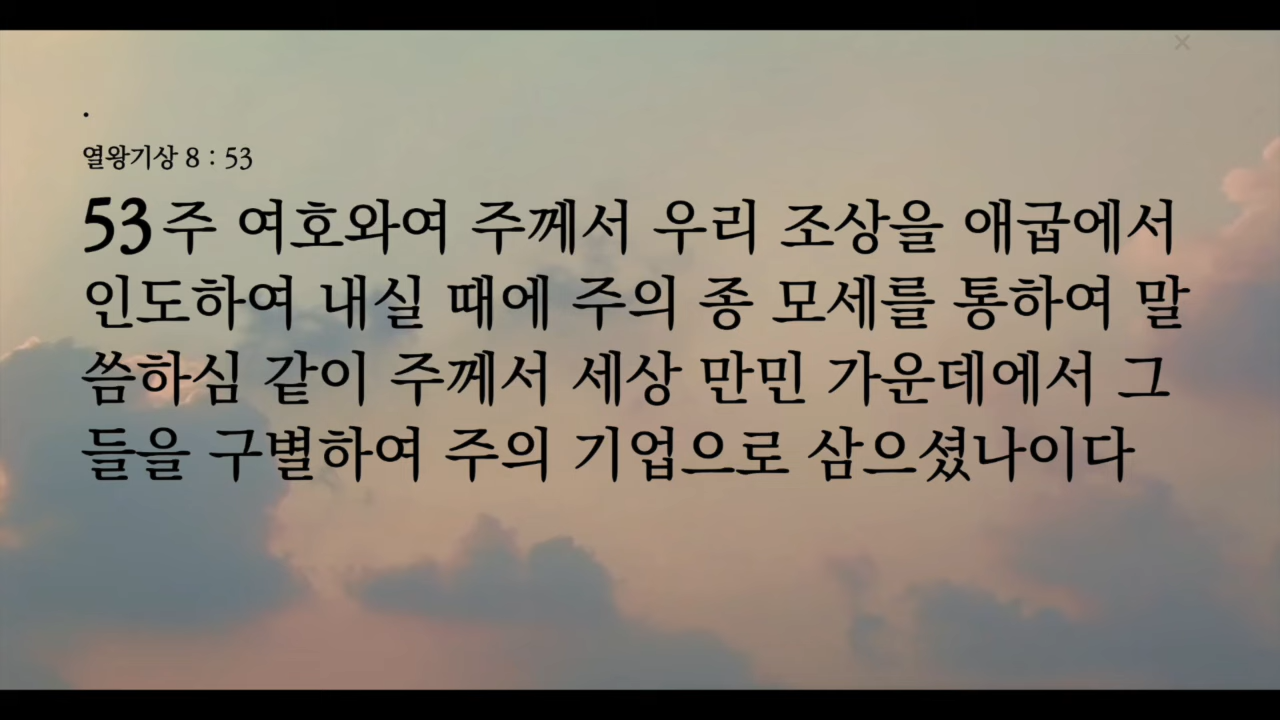 .
열왕기상 8 : 53
53 주 여호와여 주께서 우리 조상을 애굽에서
인도하여 내실 때에 주의 종 모세를 통하여 말
씀하심 같이 주께서 세상 만민 가운데에서 그
들을 구별하여 주의 기업으로 삼으셨나이다